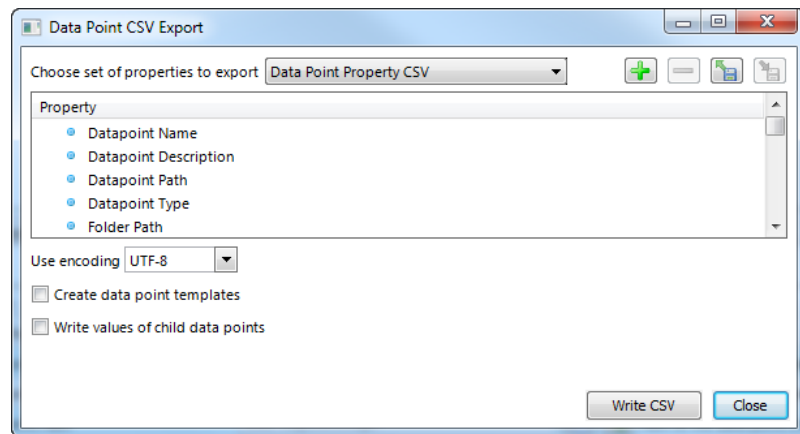 Data Point CSV Export
Choose set of properties to export Data Point Property CSV
Property
Datapoint Name
Datapoint Description
Datapoint Path
Datapoint Type
Folder Path
Use encoding UTF-8
Create data point templates
Write values of child data points
Write CSV Close